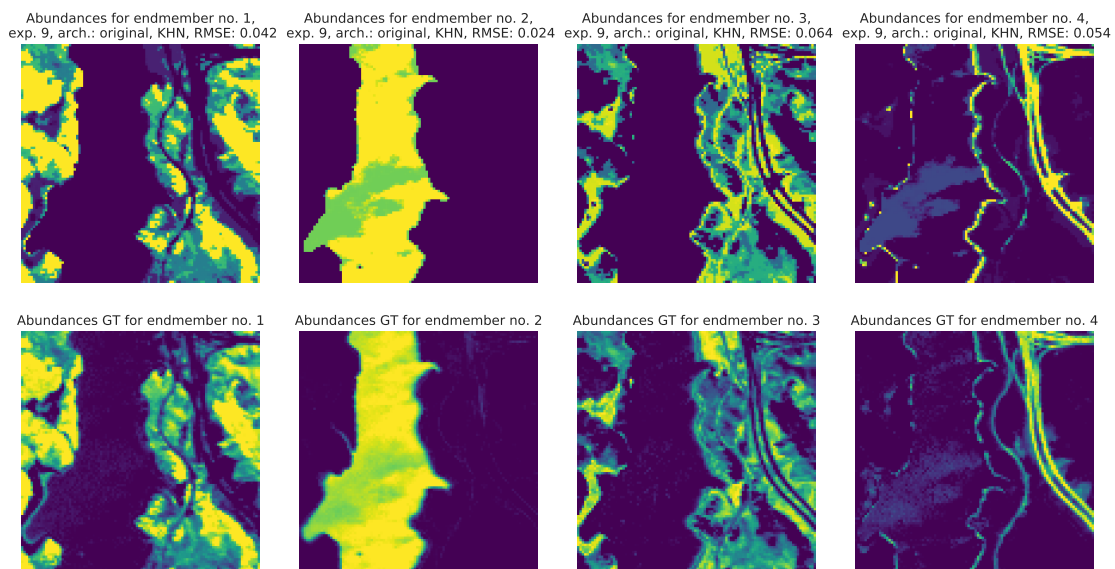 Abundances for endmember no. 1,
exp. 9, arch.: original, KHN, RMSE: 0.042
Abundances for endmember no. 2,
exp. 9, arch.: original, KHN, RMSE: 0.024
Abundances for endmember no. 3,
exp. 9, arch.: original, KHN, RMSE: 0.064
Abundances for endmember no. 4,
exp. 9, arch.: original, KHN, RMSE: 0.054
Abundances GT for endmember no. 1
Abundances GT for endmember no. 2
Abundances GT for endmember no. 3
Abundances GT for endmember no. 4